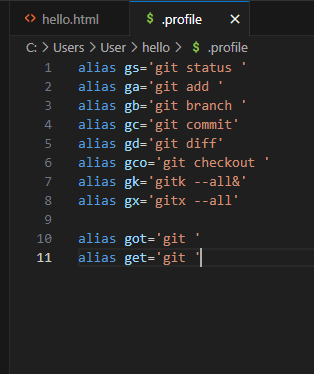 <> hello.html $ .profile ×
C: > Users > User > hello > $ .profile
1 alias gs='git status '
2 alias ga='git add '
3 alias gb='git branch '
4 alias gc='git commit'
5 alias gd='git diff'
6 alias gco='git checkout '
7 alias gk='gitk --all&'
8 alias gx='gitx --all'
9
10 alias got='git '
11 alias get='git '